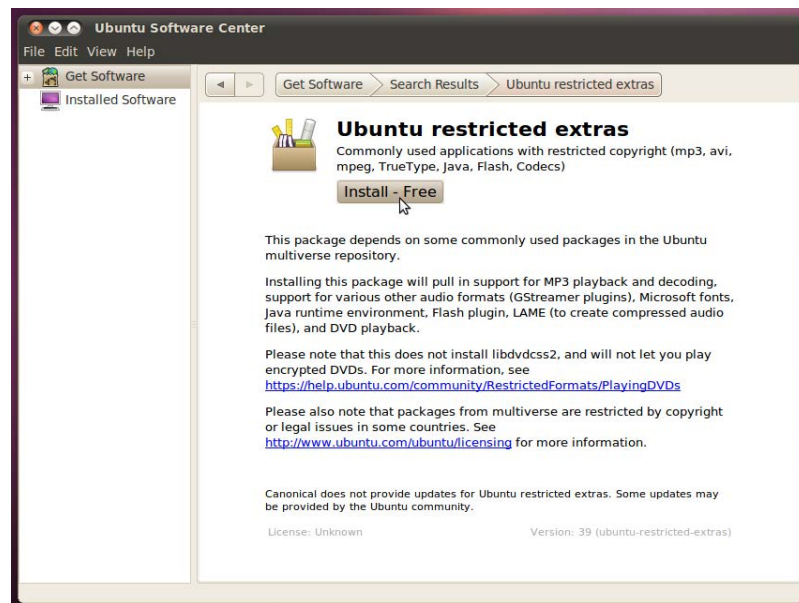 Ubuntu Software Center
File Edit View Help
Get Software
Installed Software
Get Software
Search Results
Ubuntu restricted extras
Ubuntu restricted extras
Commonly used applications with restricted copyright (mp3, avi,
mpeg, TrueType, Java, Flash, Codecs)
Install - Free
This package depends on some commonly used packages in the Ubuntu
multiverse repository.
Installing this package will pull in support for MP3 playback and decoding,
support for various other audio formats (GStreamer plugins), Microsoft fonts,
Java runtime environment, Flash plugin, LAME (to create compressed audio
files), and DVD playback.
Please note that this does not install libdvdcss2, and will not let you play
encrypted DVDs. For more information, see
https://help.ubuntu.com/community/RestrictedFormats/PlayingDVDs
Please also note that packages from multiverse are restricted by copyright
or legal issues in some countries. See
http://www.ubuntu.com/ubuntu/licensing for more information.
Canonical does not provide updates for Ubuntu restricted extras. Some updates may
be provided by the Ubuntu community.
License: Unknown
Version: 39 (ubuntu-restricted-extras)